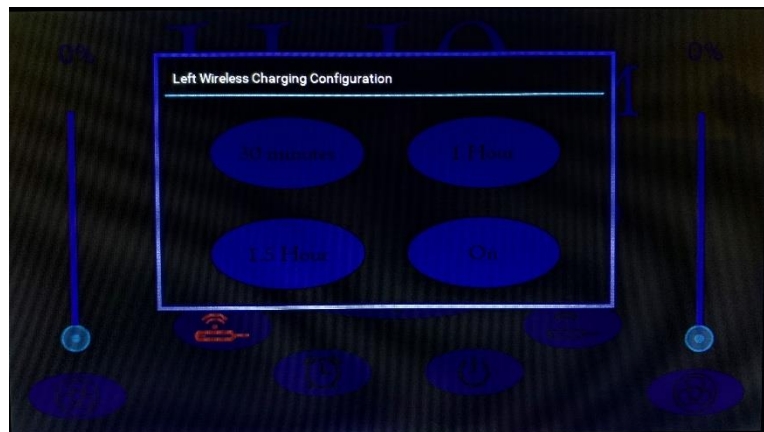 0%
0%
Left Wireless Charging Configuration
30 minutes
1 Hour
1.5 Hour
On